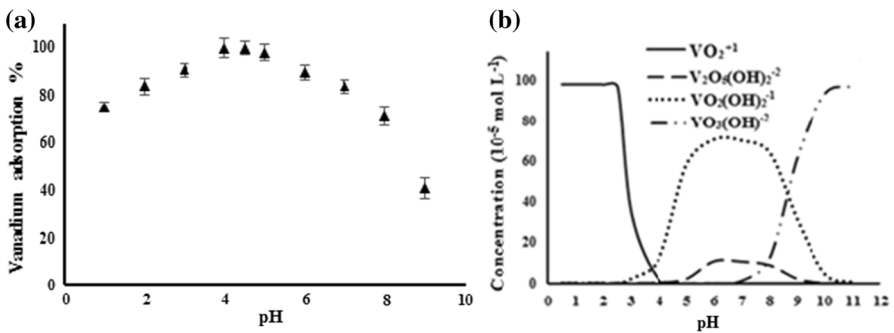 (a)
Vanadium adsorption %
100
80
60
40
20
0
0 2 4 6 8 10
pH
(b)
VO₂⁺¹
V₂O₅(OH)₂⁻²
VO₂(OH)₂⁻¹
VO₃(OH)⁻²
Concentration (10⁻⁵ mol L⁻¹)
100
80
60
40
20
0
0 1 2 3 4 5 6 7 8 9 10 11 12
pH